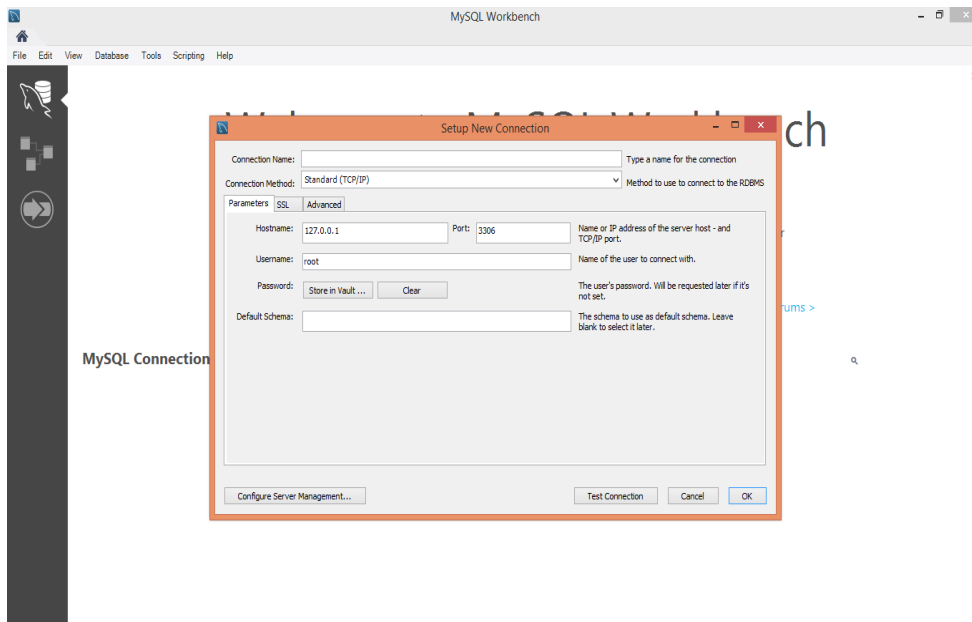 MySQL Workbench
File Edit View Database Tools Scripting Help
ch
Setup New Connection
Connection Name: Type a name for the connection
Connection Method: Standard (TCP/IP) Method to use to connect to the RDBMS
Parameters SSL Advanced
Hostname: 127.0.0.1 Port: 3306 Name or IP address of the server host - and
TCP/IP port.
Username: root Name of the user to connect with.
Password: Store in Vault ... Clear The user's password. Will be requested later if it's
not set.
rums >
Default Schema: The schema to use as default schema. Leave
blank to select it later.
MySQL Connection
Configure Server Management... Test Connection Cancel OK